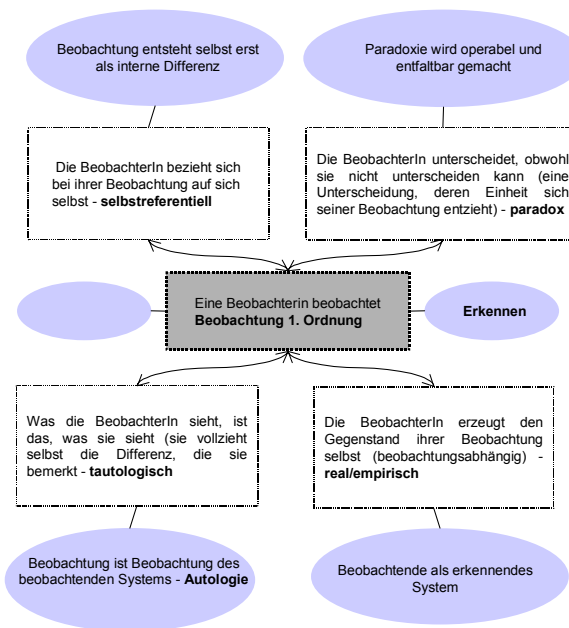 Beobachtung entsteht selbst erst
als interne Differenz
Paradoxie wird operabel und
entfaltbar gemacht
Die BeobachterIn bezieht sich
bei ihrer Beobachtung auf sich
selbst - selbstreferentiell
Die BeobachterIn unterscheidet, obwohl
sie nicht unterscheiden kann (eine
Unterscheidung, deren Einheit sich
seiner Beobachtung entzieht) - paradox
Eine Beobachterin beobachtet
Beobachtung 1. Ordnung
Erkennen
Was die BeobachterIn sieht, ist
das, was sie sieht (sie vollzieht
selbst die Differenz, die sie
bemerkt - tautologisch
Die BeobachterIn erzeugt den
Gegenstand ihrer Beobachtung
selbst (beobachtungsabhängig) -
real/empirisch
Beobachtung ist Beobachtung des
beobachtenden Systems - Autologie
Beobachtende als erkennendes
System